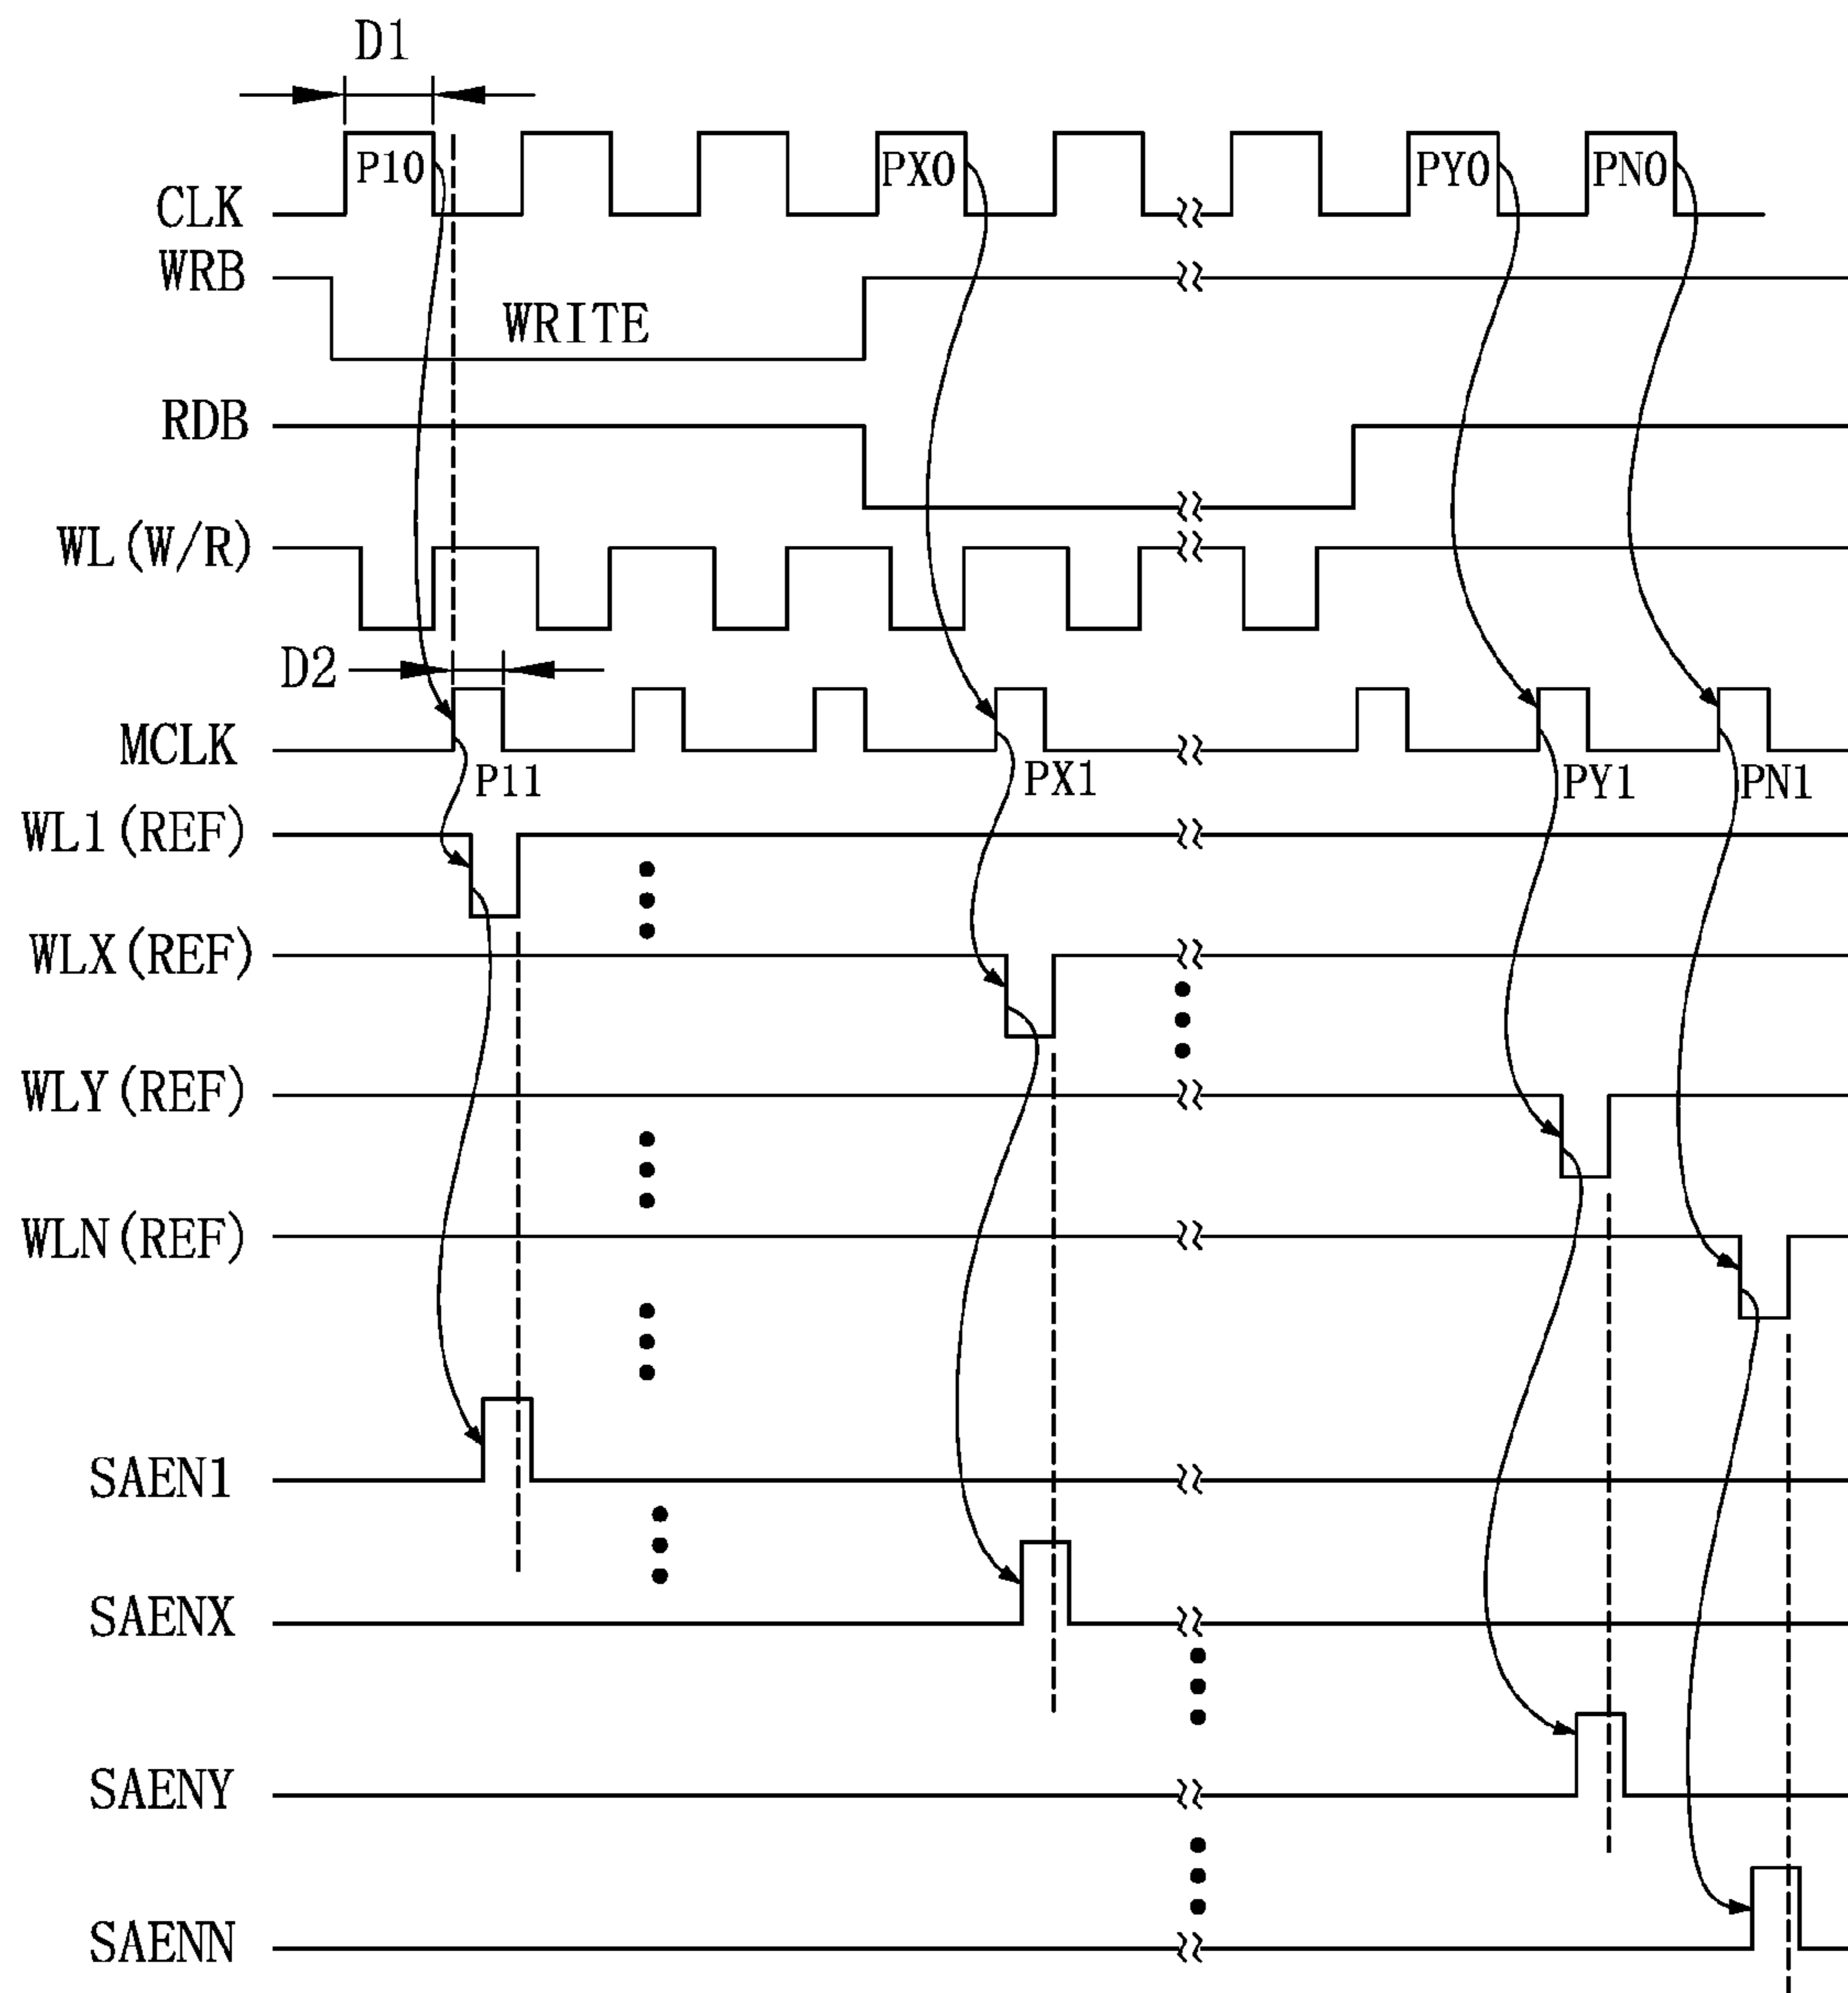 D1
P10 PX0 PY0 PN0
CLK
WRB
WRITE
RDB
WL(W/R)
D2
MCLK
P11 PX1 PY1 PN1
WL1(REF)
WLX(REF)
WLY(REF)
WLN(REF)
SAEN1
SAENX
SAENY
SAENN